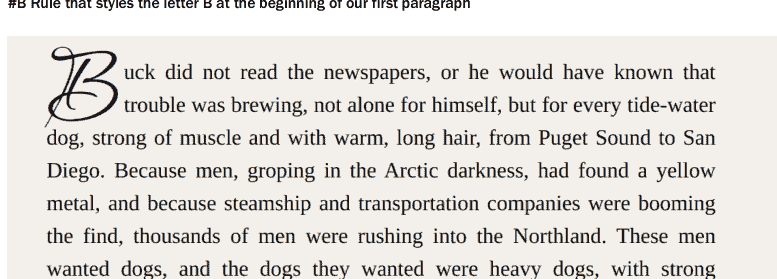 #B Rule that styles the letter B at the beginning of our first paragraph
Buck did not read the newspapers, or he would have known that
trouble was brewing, not alone for himself, but for every tide-water
dog, strong of muscle and with warm, long hair, from Puget Sound to San
Diego. Because men, groping in the Arctic darkness, had found a yellow
metal, and because steamship and transportation companies were booming
the find, thousands of men were rushing into the Northland. These men
wanted dogs, and the dogs they wanted were heavy dogs, with strong